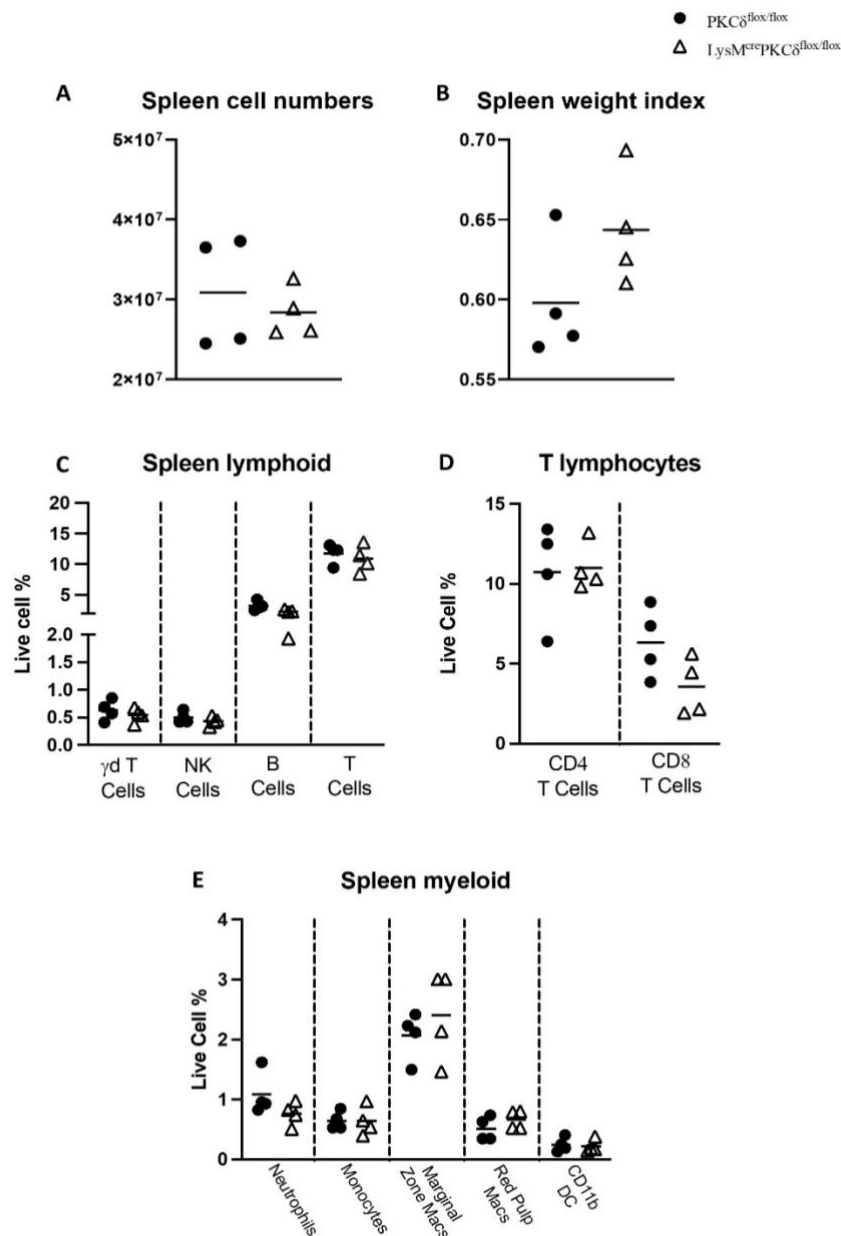 PKCδflox/flox
LysMcrePKCδflox/flox
A Spleen cell numbers
5×10⁷
4×10⁷
3×10⁷
2×10⁷
B Spleen weight index
0.70
0.65
0.60
0.55
C Spleen lymphoid
Live cell %
20
15
10
5
2.0
1.5
1.0
0.5
0.0
γd T
Cells
NK
Cells
B
Cells
T
Cells
D T lymphocytes
Live Cell %
15
10
5
0
CD4
T Cells
CD8
T Cells
E Spleen myeloid
Live Cell %
4
3
2
1
0
Neutrophils
Monocytes
Marginal
Zone Macs
Red Pulp
Macs
CD11b
DC